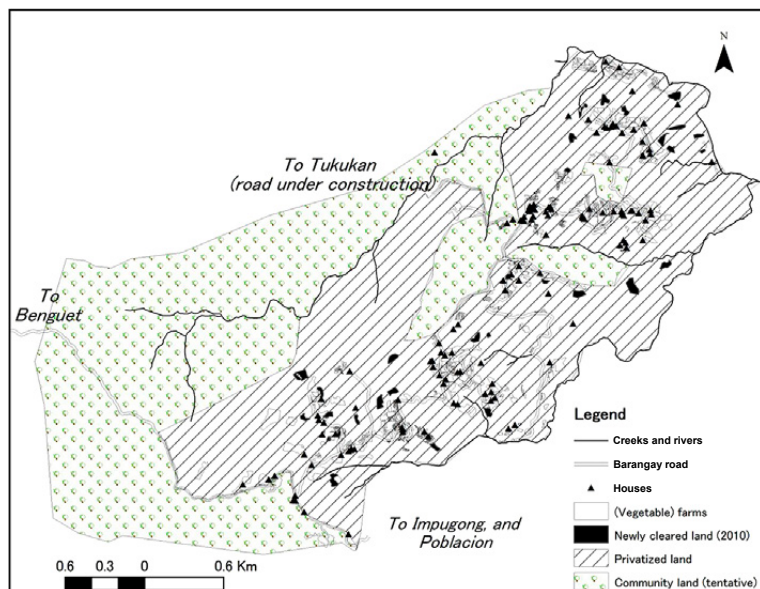 N
To Tukukan
(road under construction)
To
Benguet
Legend
Creeks and rivers
Barangay road
Houses
(Vegetable) farms
Newly cleared land (2010)
Privatized land
Community land (tentative)
To Impugong, and
Poblacion
0.6 0.3 0 0.6 Km